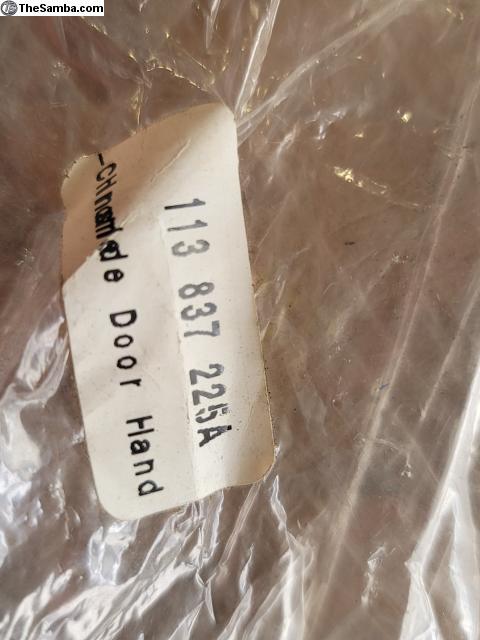 TheSamba.com
113 837 225A
Door Hand